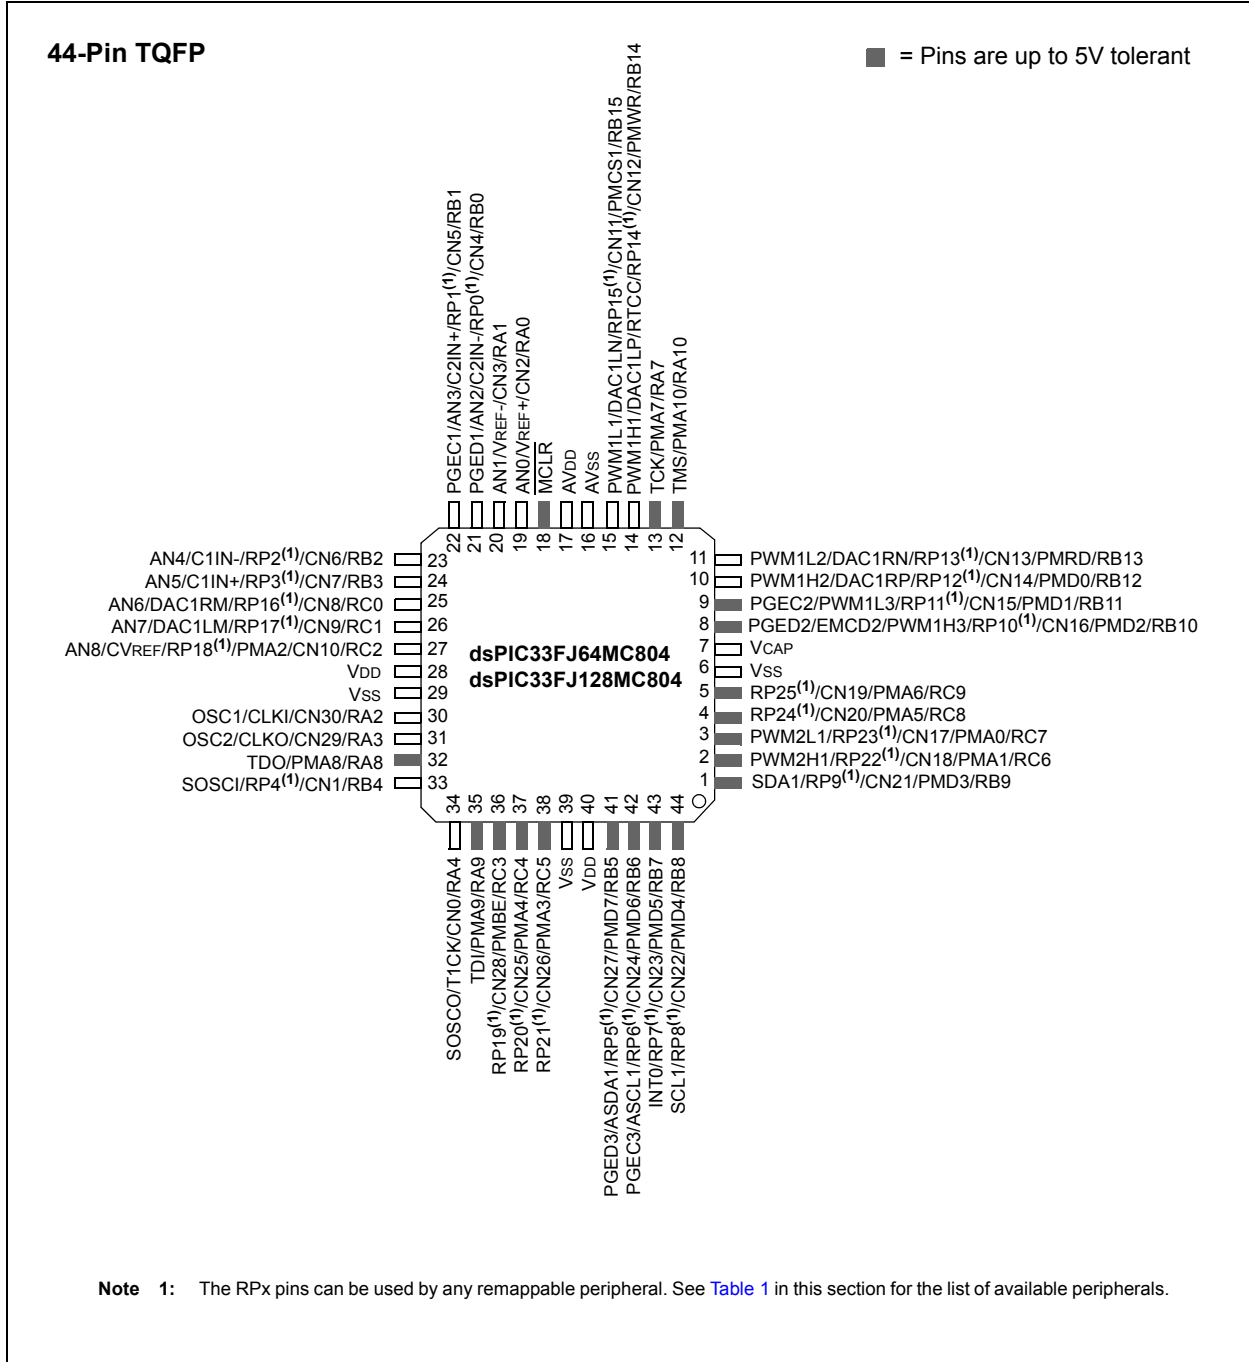 44-Pin TQFP
= Pins are up to 5V tolerant
PGEC1/AN3/C2IN+/RP1(1)/CN5/RB1
PGED1/AN2/C2IN-/RP0(1)/CN4/RB0
AN1/VREF-/CN3/RA1
AN0/VREF+/CN2/RA0
MCLR
AVDD
AVSS
PWM1L1/DAC1LN/RP15(1)/CN11/PMCS1/RB15
PWM1H1/DAC1LP/RTCC/RP14(1)/CN12/PMWR/RB14
TCK/PMA7/RA7
TMS/PMA10/RA10
22
21
20
19
18
17
16
15
14
13
12
AN4/C1IN-/RP2(1)/CN6/RB2 23
AN5/C1IN+/RP3(1)/CN7/RB3 24
AN6/DAC1RM/RP16(1)/CN8/RC0 25
AN7/DAC1LM/RP17(1)/CN9/RC1 26
AN8/CVREF/RP18(1)/PMA2/CN10/RC2 27
VDD 28
VSS 29
OSC1/CLKI/CN30/RA2 30
OSC2/CLKO/CN29/RA3 31
TDO/PMA8/RA8 32
SOSCI/RP4(1)/CN1/RB4 33
dsPIC33FJ64MC804
dsPIC33FJ128MC804
11 PWM1L2/DAC1RN/RP13(1)/CN13/PMRD/RB13
10 PWM1H2/DAC1RP/RP12(1)/CN14/PMD0/RB12
9 PGEC2/PWM1L3/RP11(1)/CN15/PMD1/RB11
8 PGED2/EMCD2/PWM1H3/RP10(1)/CN16/PMD2/RB10
7 VCAP
6 VSS
5 RP25(1)/CN19/PMA6/RC9
4 RP24(1)/CN20/PMA5/RC8
3 PWM2L1/RP23(1)/CN17/PMA0/RC7
2 PWM2H1/RP22(1)/CN18/PMA1/RC6
1 SDA1/RP9(1)/CN21/PMD3/RB9
34
35
36
37
38
39
40
41
42
43
44
SOSCO/T1CK/CN0/RA4
TDI/PMA9/RA9
RP19(1)/CN28/PMBE/RC3
RP20(1)/CN25/PMA4/RC4
RP21(1)/CN26/PMA3/RC5
VSS
VDD
PGED3/ASDA1/RP5(1)/CN27/PMD7/RB5
PGEC3/ASCL1/RP6(1)/CN24/PMD6/RB6
INT0/RP7(1)/CN23/PMD5/RB7
SCL1/RP8(1)/CN22/PMD4/RB8
Note 1: The RPx pins can be used by any remappable peripheral. See Table 1 in this section for the list of available peripherals.